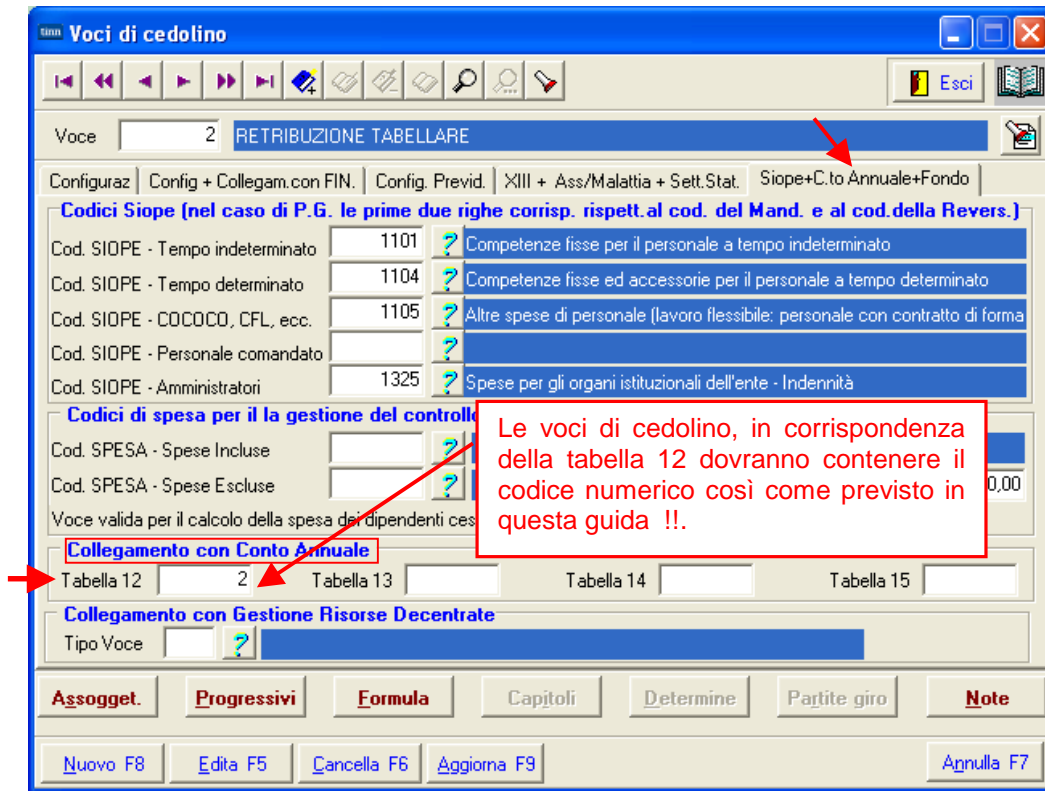 tinn Voci di cedolino
Esci
Voce 2 RETRIBUZIONE TABELLARE
Configuraz Config + Collegam.con FIN. Config. Previd. XIII + Ass/Malattia + Sett.Stat. Siope+C.to Annuale+Fondo
Codici Siope (nel caso di P.G. le prime due righe corrisp. rispett.al cod. del Mand. e al cod.della Revers.)
Cod. SIOPE - Tempo indeterminato 1101 ? Competenze fisse per il personale a tempo indeterminato
Cod. SIOPE - Tempo determinato 1104 ? Competenze fisse ed accessorie per il personale a tempo determinato
Cod. SIOPE - COCOCO, CFL, ecc. 1105 ? Altre spese di personale (lavoro flessibile: personale con contratto di forma
Cod. SIOPE - Personale comandato ?
Cod. SIOPE - Amministratori 1325 ? Spese per gli organi istituzionali dell'ente - Indennità
Codici di spesa per il la gestione del controllo
Cod. SPESA - Spese Incluse ?
Cod. SPESA - Spese Escluse ? 0,00
Voce valida per il calcolo della spesa dei dipendenti ces
Le voci di cedolino, in corrispondenza
della tabella 12 dovranno contenere il
codice numerico così come previsto in
questa guida !!.
Collegamento con Conto Annuale
Tabella 12 2 Tabella 13 Tabella 14 Tabella 15
Collegamento con Gestione Risorse Decentrate
Tipo Voce ?
Assogget. Progressivi Formula Capitoli Determine Partite giro Note
Nuovo F8 Edita F5 Cancella F6 Aggiorna F9 Annulla F7